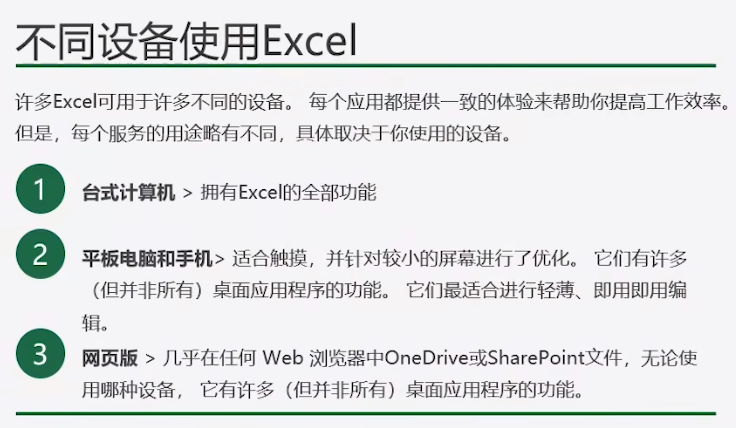 不同设备使用Excel
许多Excel可用于许多不同的设备。 每个应用都提供一致的体验来帮助你提高工作效率。
但是，每个服务的用途略有不同，具体取决于你使用的设备。
1 台式计算机 > 拥有Excel的全部功能
2 平板电脑和手机> 适合触摸，并针对较小的屏幕进行了优化。 它们有许多
（但并非所有）桌面应用程序的功能。 它们最适合进行轻薄、即用即用编
辑。
3 网页版 > 几乎在任何 Web 浏览器中OneDrive或SharePoint文件，无论使
用哪种设备， 它有许多（但并非所有）桌面应用程序的功能。